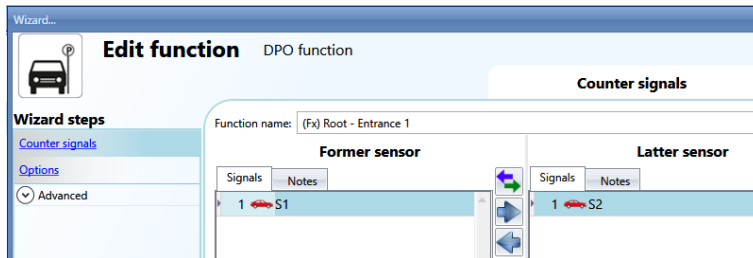 Wizard...
P
Edit function DPO function
Counter signals
Wizard steps
Counter signals
Options
Advanced
Function name: (Fx) Root - Entrance 1
Former sensor
Signals Notes
1 S1
Latter sensor
Signals Notes
1 S2